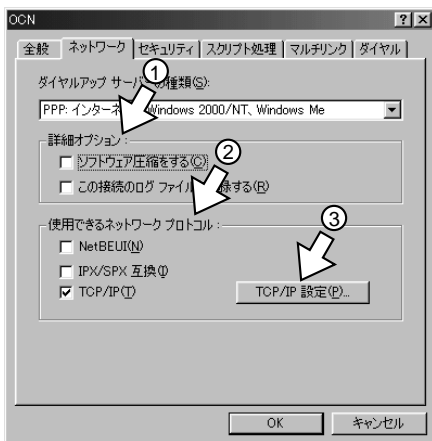 OCN
全般 ネットワーク セキュリティ スクリプト処理 マルチリンク ダイヤル
①
ダイヤルアップ サーバーの種類(S):
PPP: インターネ Windows 2000/NT、Windows Me
詳細オプション:
②
ソフトウェア圧縮をする(C)
この接続のログ ファイル 録する(R)
使用できるネットワーク プロトコル:
③
NetBEUI(N)
IPX/SPX 互換(I)
TCP/IP(T)
TCP/IP 設定(P)...
OK キャンセル